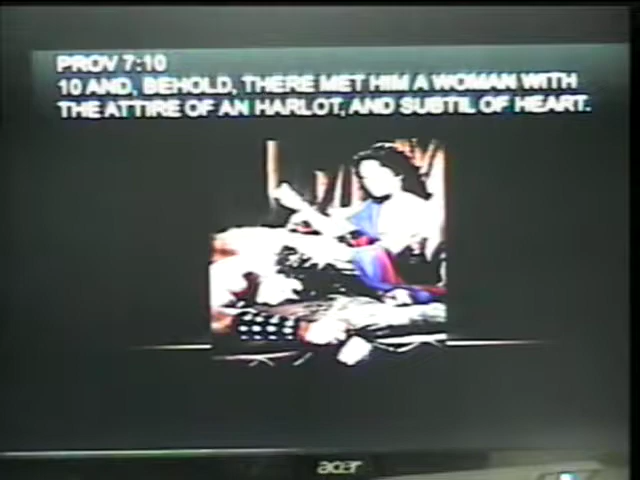 PROV 7:10
10 AND, BEHOLD, THERE MET HIM A WOMAN WITH
THE ATTIRE OF AN HARLOT, AND SUBTIL OF HEART.
acer